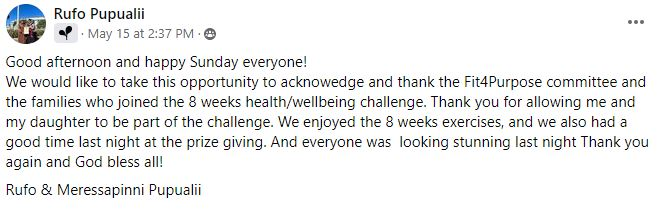 Rufo Pupualii
· May 15 at 2:37 PM ·
Good afternoon and happy Sunday everyone!
We would like to take this opportunity to acknowedge and thank the Fit4Purpose committee and
the families who joined the 8 weeks health/wellbeing challenge. Thank you for allowing me and
my daughter to be part of the challenge. We enjoyed the 8 weeks exercises, and we also had a
good time last night at the prize giving. And everyone was  looking stunning last night Thank you
again and God bless all!
Rufo & Meressapinni Pupualii